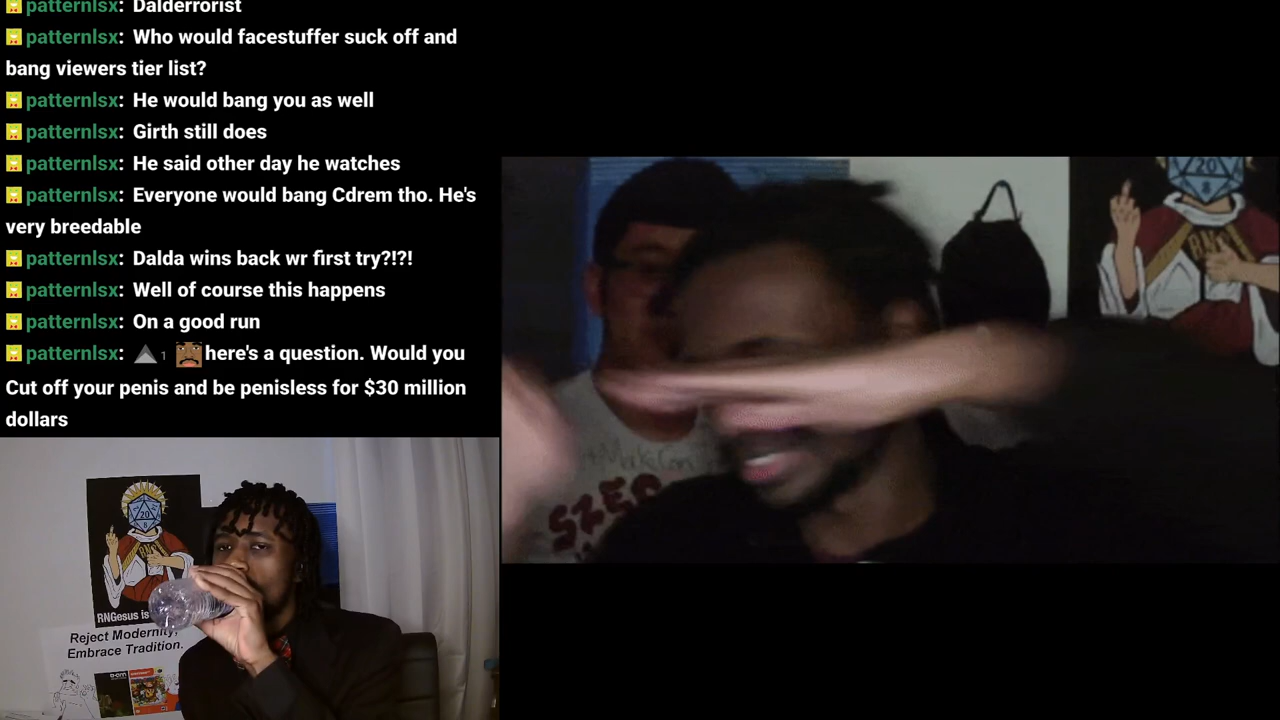 patternlsx: Dalderrorist
patternlsx: Who would facestuffer suck off and
bang viewers tier list?
patternlsx: He would bang you as well
patternlsx: Girth still does
patternlsx: He said other day he watches
patternlsx: Everyone would bang Cdrem tho. He's
very breedable
patternlsx: Dalda wins back wr first try?!?!
patternlsx: Well of course this happens
patternlsx: On a good run
patternlsx: 1 here's a question. Would you
Cut off your penis and be penisless for $30 million
dollars
20
8
20
8
RNGesus is
Reject Modernity,
Embrace Tradition.